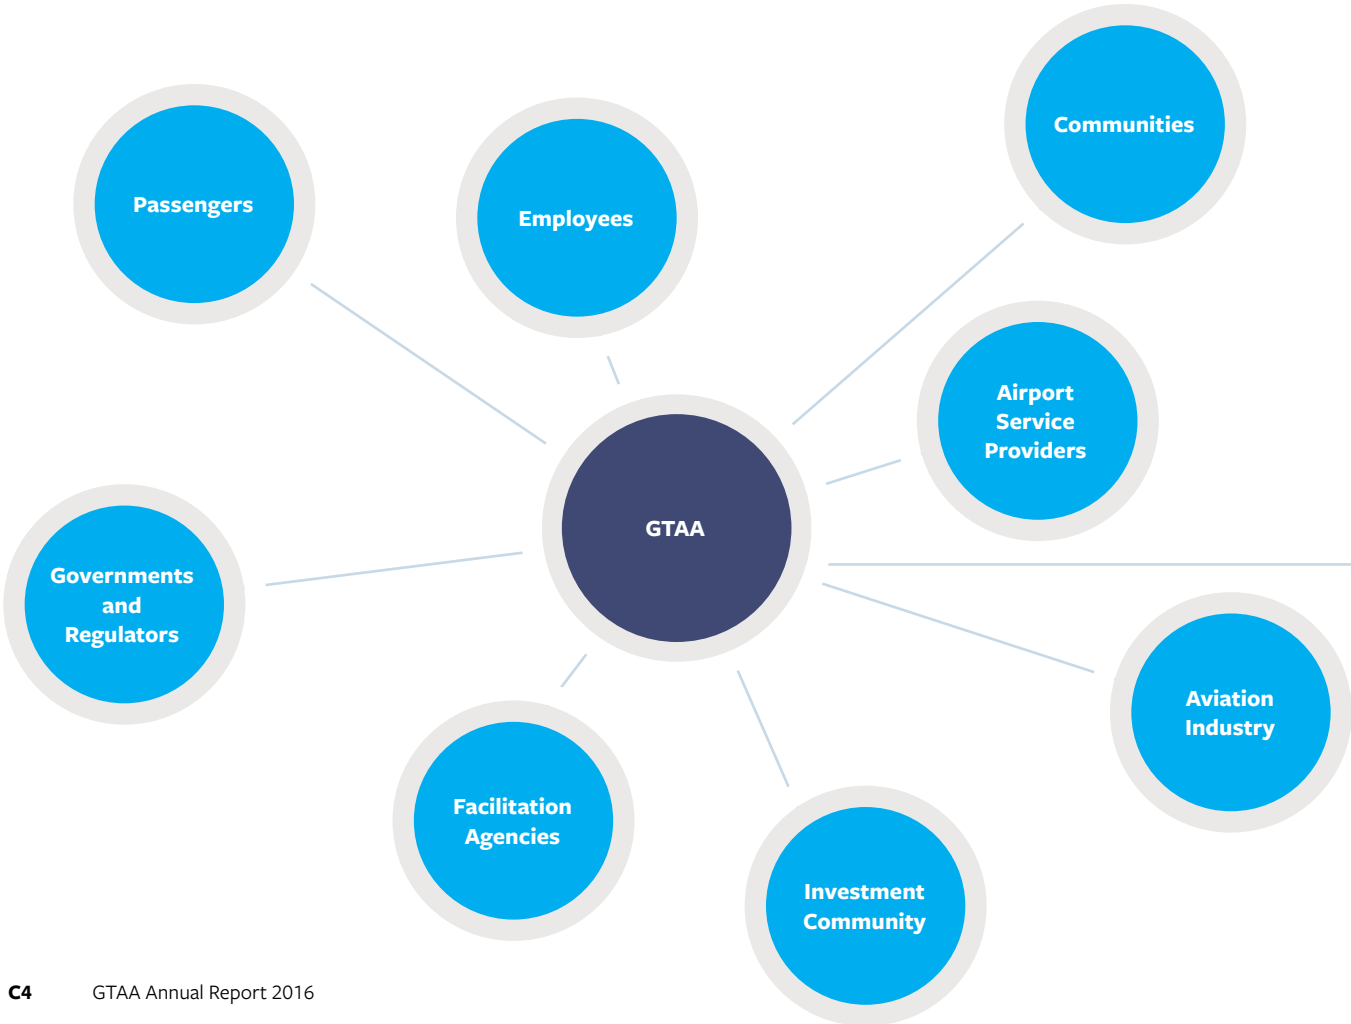 Communities
Passengers
Employees
Airport
Service
Providers
GTAA
Governments
and
Regulators
Aviation
Industry
Facilitation
Agencies
Investment
Community
C4 GTAA Annual Report 2016